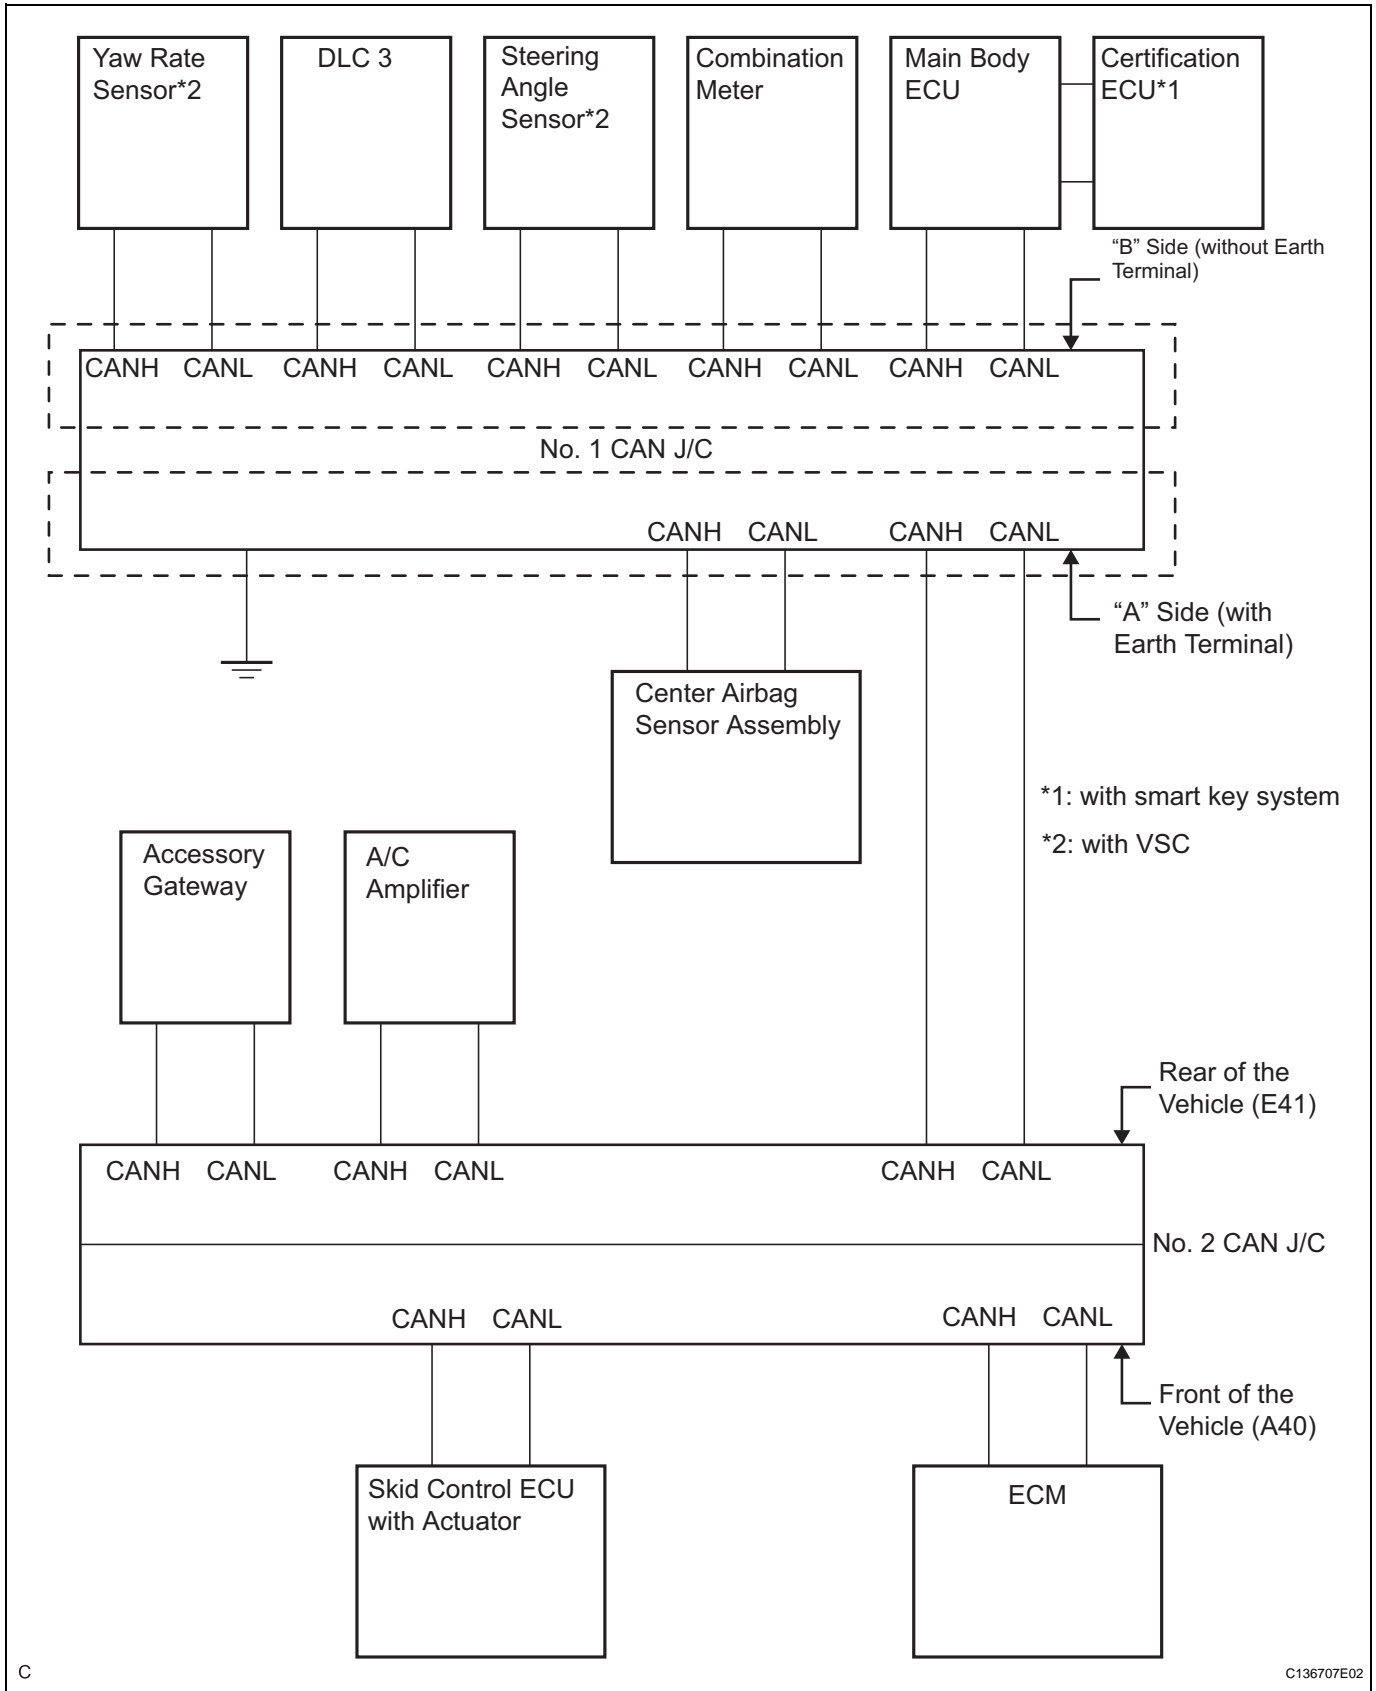 Yaw Rate
Sensor*2
DLC 3
Steering
Angle
Sensor*2
Combination
Meter
Main Body
ECU
Certification
ECU*1
“B” Side (without Earth
Terminal)
CANH CANL CANH CANL CANH CANL CANH CANL CANH CANL
No. 1 CAN J/C
CANH CANL CANH CANL
“A” Side (with
Earth Terminal)
Center Airbag
Sensor Assembly
*1: with smart key system
*2: with VSC
Accessory
Gateway
A/C
Amplifier
Rear of the
Vehicle (E41)
CANH CANL CANH CANL CANH CANL
No. 2 CAN J/C
CANH CANL CANH CANL
Front of the
Vehicle (A40)
Skid Control ECU
with Actuator
ECM
C
C136707E02